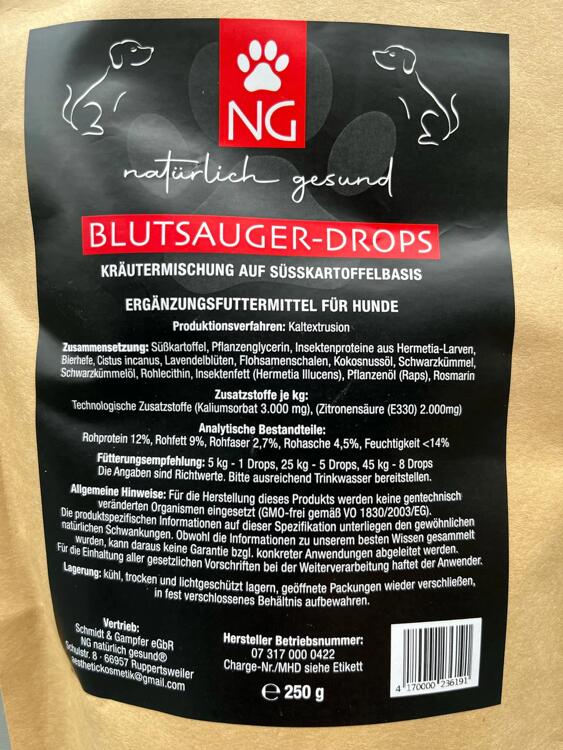 NG
natürlich gesund
BLUTSAUGER-DROPS
KRÄUTERMISCHUNG AUF SÜSSKARTOFFELBASIS
ERGÄNZUNGSFUTTERMITTEL FÜR HUNDE
Produktionsverfahren: Kaltextrusion
Zusammensetzung: Süßkartoffel, Pflanzenglycerin, Insektenproteine aus Hermetia-Larven,
Bierhefe, Cistus incanus, Lavendelblüten, Flohsamenschalen, Kokosnussöl, Schwarzkümmel,
Schwarzkümmelöl, Rohlecithin, Insektenfett (Hermetia Illucens), Pflanzenöl (Raps), Rosmarin
Zusatzstoffe je kg:
Technologische Zusatzstoffe (Kaliumsorbat 3.000 mg), (Zitronensäure (E330) 2.000mg)
Analytische Bestandteile:
Rohprotein 12%, Rohfett 9%, Rohfaser 2,7%, Rohasche 4,5%, Feuchtigkeit <14%
Fütterungsempfehlung: 5 kg - 1 Drops, 25 kg - 5 Drops, 45 kg - 8 Drops
Die Angaben sind Richtwerte. Bitte ausreichend Trinkwasser bereitstellen.
Allgemeine Hinweise: Für die Herstellung dieses Produkts werden keine gentechnisch
veränderten Organismen eingesetzt (GMO-frei gemäß VO 1830/2003/EG).
Die produktspezifischen Informationen auf dieser Spezifikation unterliegen den gewöhnlichen
natürlichen Schwankungen. Obwohl die Informationen zu unserem besten Wissen gesammelt
wurden, kann daraus keine Garantie bzgl. konkreter Anwendungen abgeleitet werden.
Für die Einhaltung aller gesetzlichen Vorschriften bei der Weiterverarbeitung haftet der Anwender.
Lagerung: kühl, trocken und lichtgeschützt lagern, geöffnete Packungen wieder verschließen,
in fest verschlossenes Behältnis aufbewahren.
Vertrieb:
Schmidt & Gampfer eGbR
NG natürlich gesund®
Schulstr. 8 · 66957 Ruppertsweiler
aesthetickosmetik@gmail.com
Hersteller Betriebsnummer:
07 317 000 0422
Charge-Nr./MHD siehe Etikett
℮ 250 g
4 170000 236191